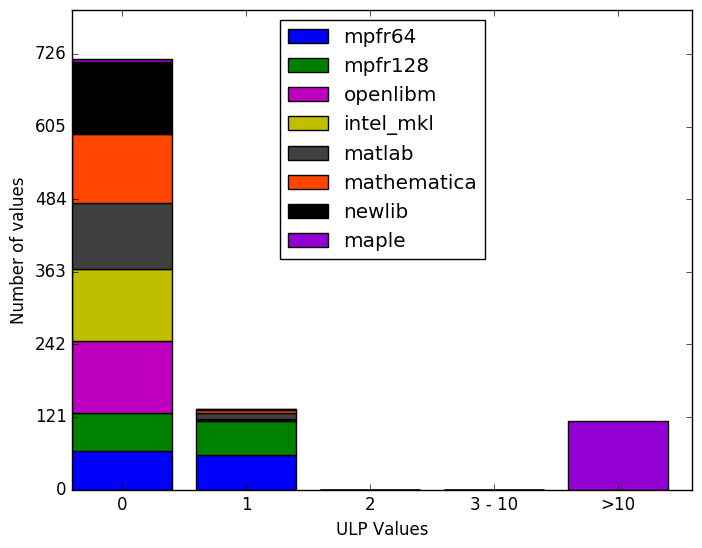 726
605
484
363
242
121
0
Number of values
mpfr64
mpfr128
openlibm
intel_mkl
matlab
mathematica
newlib
maple
0 1 2 3 - 10 >10
ULP Values